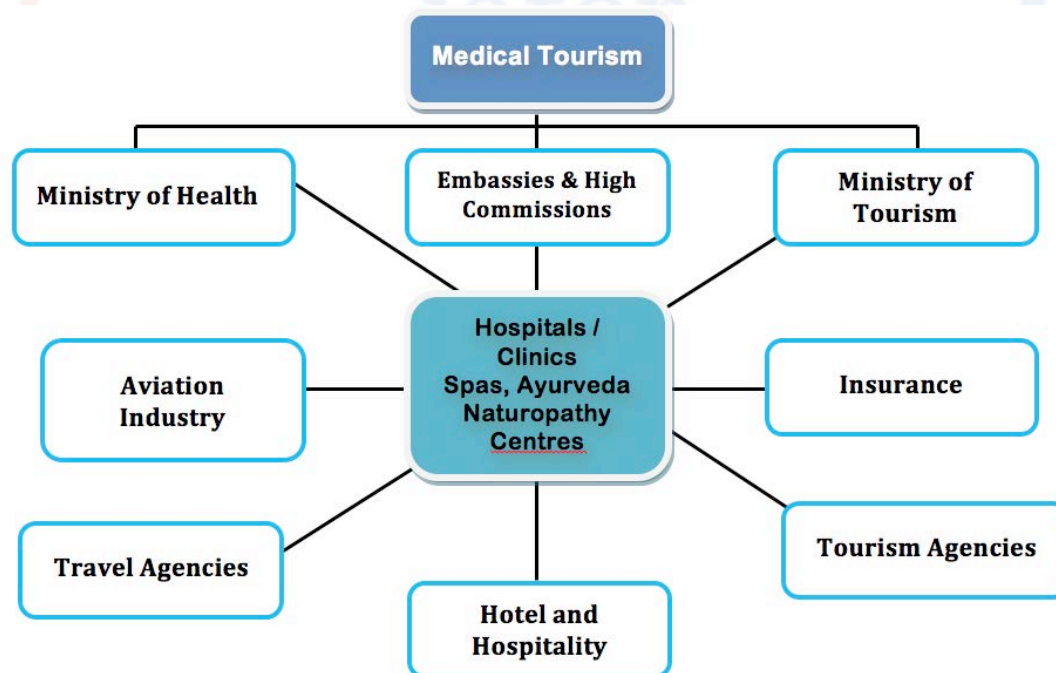 Medical Tourism
Ministry of Health
Embassies & High
Commissions
Ministry of
Tourism
Hospitals /
Clinics
Spas, Ayurveda
Naturopathy
Centres
Aviation
Industry
Insurance
Travel Agencies
Tourism Agencies
Hotel and
Hospitality